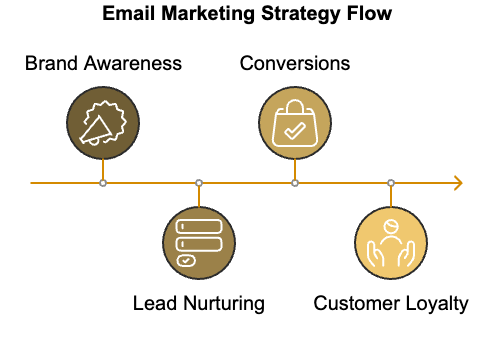 Email Marketing Strategy Flow
Brand Awareness
Conversions
Lead Nurturing
Customer Loyalty